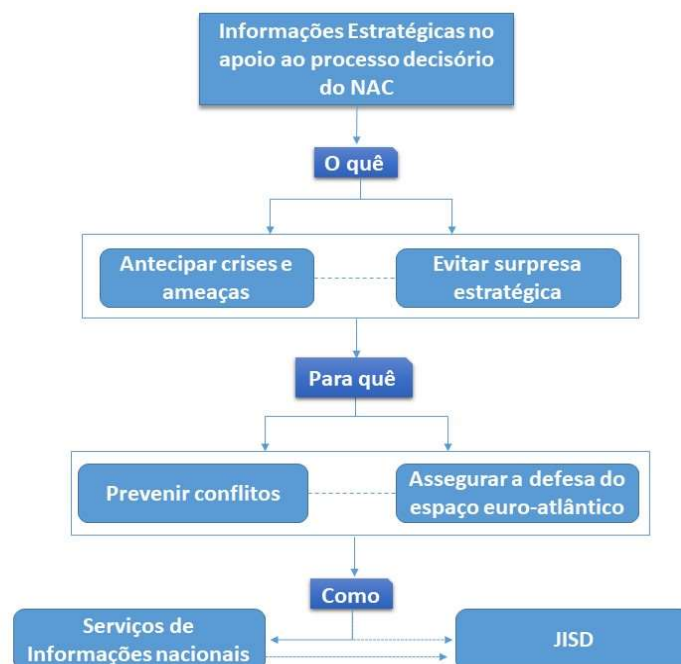 Informações Estratégicas no
apoio ao processo decisório
do NAC
O quê
Antecipar crises e
ameaças
Evitar surpresa
estratégica
Para quê
Prevenir conflitos
Assegurar a defesa do
espaço euro-atlântico
Como
Serviços de
Informações nacionais
JISD